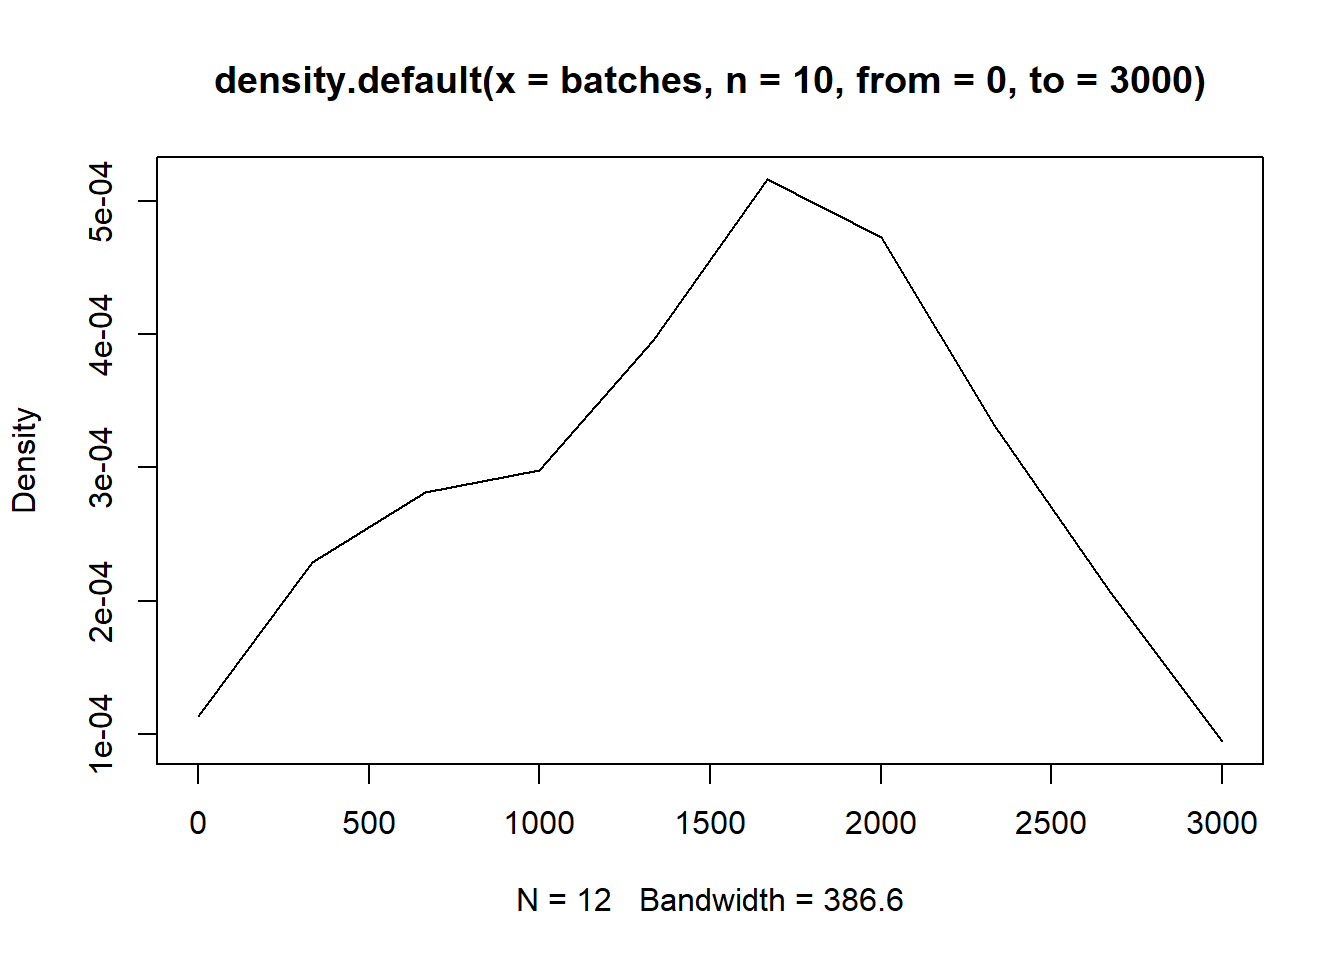 density.default(x = batches, n = 10, from = 0, to = 3000)
5e-04
4e-04
3e-04
2e-04
1e-04
Density
0 500 1000 1500 2000 2500 3000
N = 12 Bandwidth = 386.6